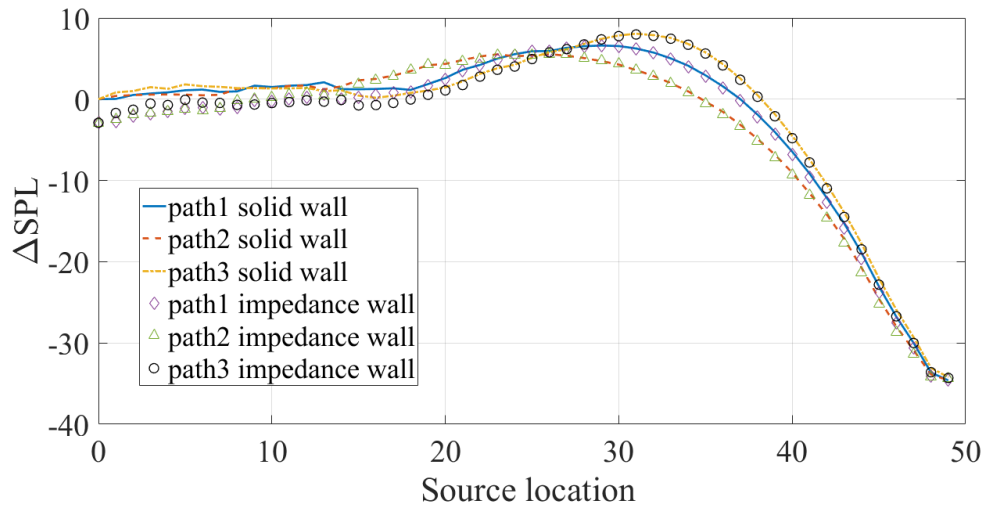 10
0
-10
-20
-30
-40
ΔSPL
path1 solid wall
path2 solid wall
path3 solid wall
path1 impedance wall
path2 impedance wall
path3 impedance wall
0 10 20 30 40 50
Source location